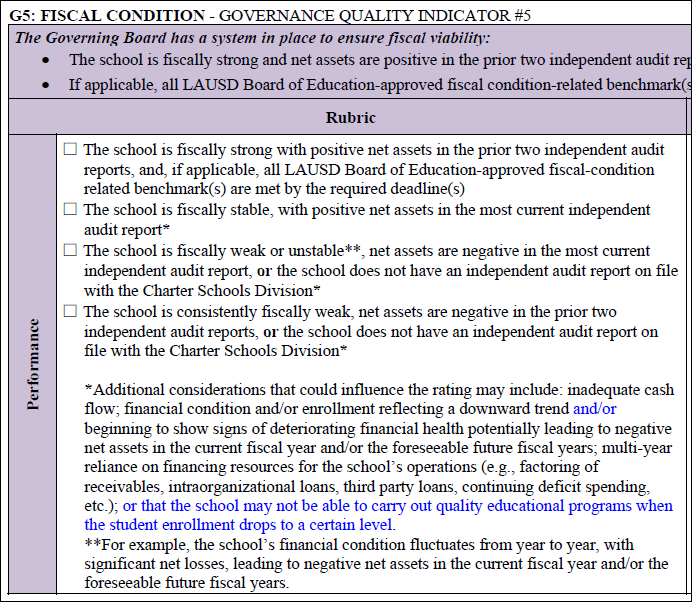 G5: FISCAL CONDITION - GOVERNANCE QUALITY INDICATOR #5
The Governing Board has a system in place to ensure fiscal viability:
• The school is fiscally strong and net assets are positive in the prior two independent audit rep
• If applicable, all LAUSD Board of Education-approved fiscal condition-related benchmark(s
Rubric
Performance
☐ The school is fiscally strong with positive net assets in the prior two independent audit
reports, and, if applicable, all LAUSD Board of Education-approved fiscal-condition
related benchmark(s) are met by the required deadline(s)
☐ The school is fiscally stable, with positive net assets in the most current independent
audit report*
☐ The school is fiscally weak or unstable**, net assets are negative in the most current
independent audit report, or the school does not have an independent audit report on file
with the Charter Schools Division*
☐ The school is consistently fiscally weak, net assets are negative in the prior two
independent audit reports, or the school does not have an independent audit report on
file with the Charter Schools Division*
*Additional considerations that could influence the rating may include: inadequate cash
flow; financial condition and/or enrollment reflecting a downward trend and/or
beginning to show signs of deteriorating financial health potentially leading to negative
net assets in the current fiscal year and/or the foreseeable future fiscal years; multi-year
reliance on financing resources for the school's operations (e.g., factoring of
receivables, intraorganizational loans, third party loans, continuing deficit spending,
etc.); or that the school may not be able to carry out quality educational programs when
the student enrollment drops to a certain level.
**For example, the school's financial condition fluctuates from year to year, with
significant net losses, leading to negative net assets in the current fiscal year and/or the
foreseeable future fiscal years.